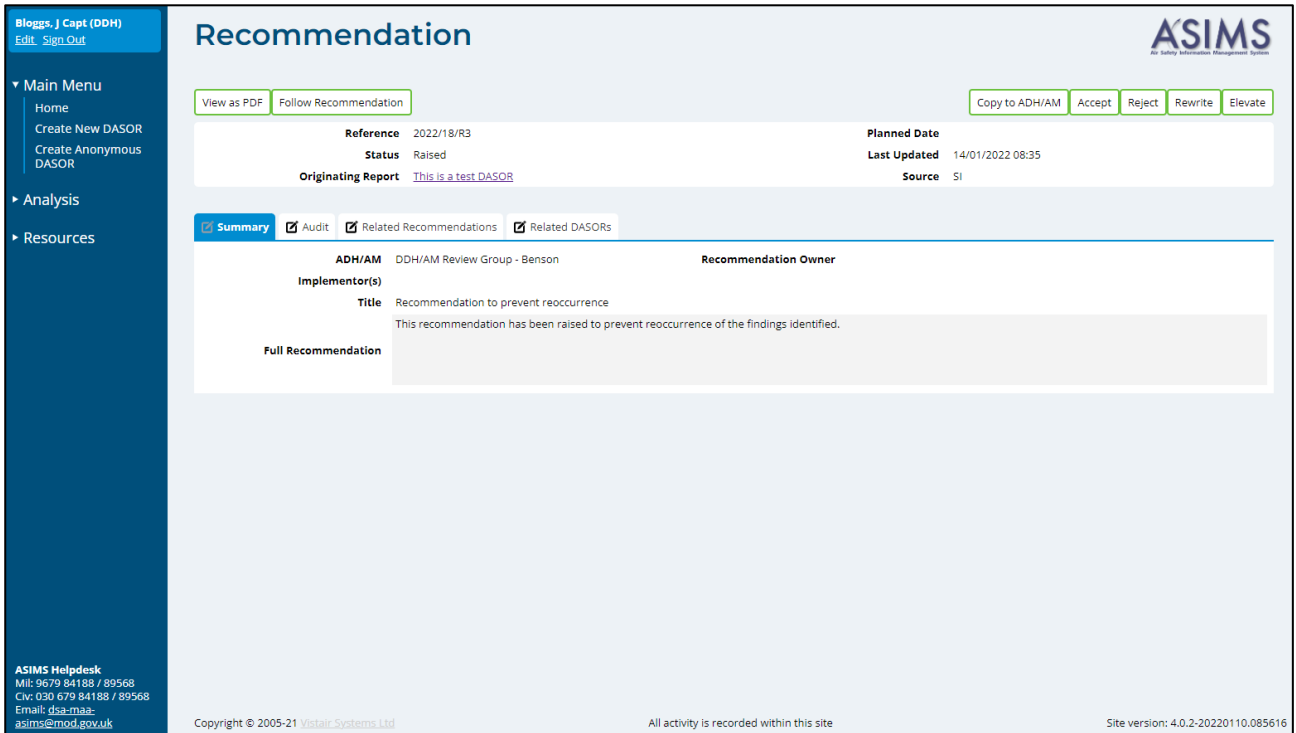 Bloggs, J Capt (DDH)
Edit Sign Out
Main Menu
Home
Create New DASOR
Create Anonymous
DASOR
Analysis
Resources
ASIMS Helpdesk
Mil: 9679 84188 / 89568
Civ: 030 679 84188 / 89568
Email: dsa-maa-
asims@mod.gov.uk
Recommendation
ASIMS
Air Safety Information Management System
View as PDF Follow Recommendation Copy to ADH/AM Accept Reject Rewrite Elevate
Reference 2022/18/R3 Planned Date
Status Raised Last Updated 14/01/2022 08:35
Originating Report This is a test DASOR Source SI
Summary Audit Related Recommendations Related DASORs
ADH/AM DDH/AM Review Group - Benson Recommendation Owner
Implementor(s)
Title Recommendation to prevent reoccurrence
This recommendation has been raised to prevent reoccurrence of the findings identified.
Full Recommendation
Copyright © 2005-21 Vistair Systems Ltd All activity is recorded within this site Site version: 4.0.2-20220110.085616